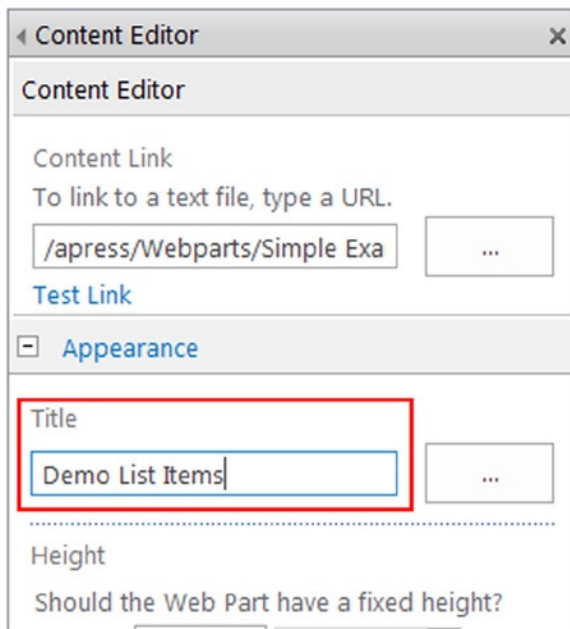 Content Editor
Content Editor
Content Link
To link to a text file, type a URL.
/apress/Webparts/Simple Exa
...
Test Link
Appearance
Title
Demo List Items
...
Height
Should the Web Part have a fixed height?